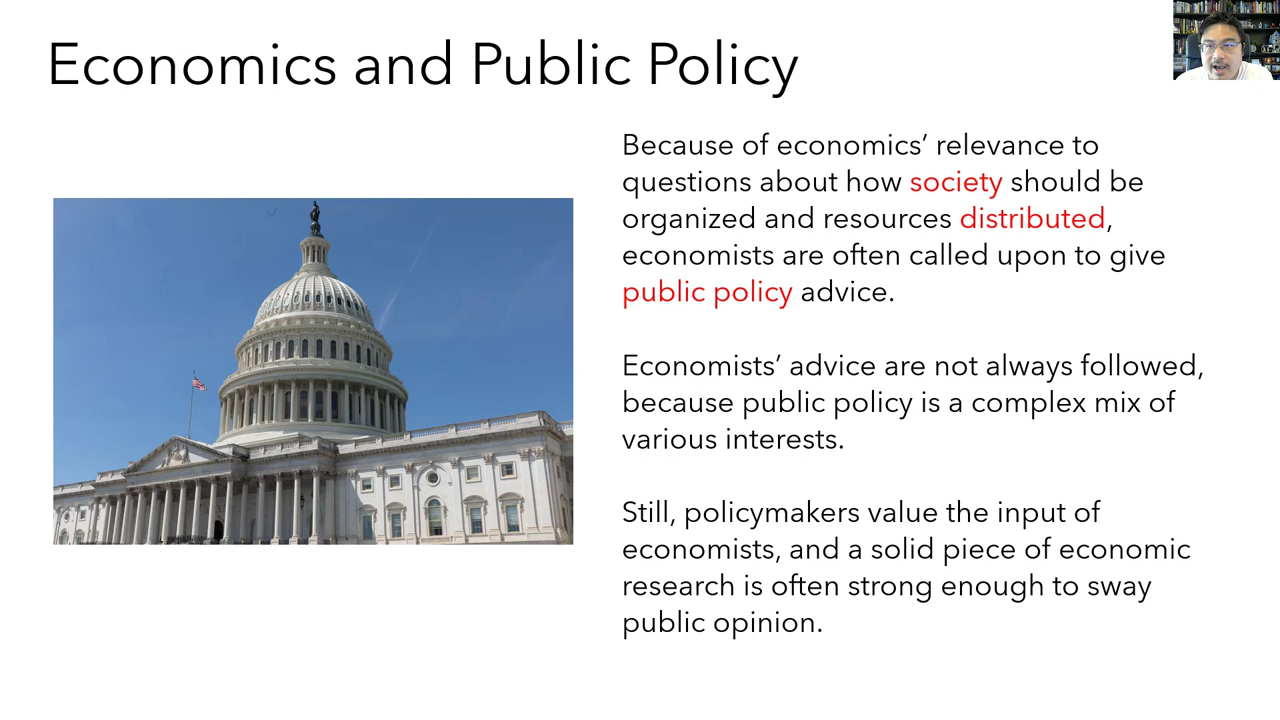 Economics and Public Policy
Because of economics’ relevance to
questions about how society should be
organized and resources distributed,
economists are often called upon to give
public policy advice.
Economists’ advice are not always followed,
because public policy is a complex mix of
various interests.
Still, policymakers value the input of
economists, and a solid piece of economic
research is often strong enough to sway
public opinion.